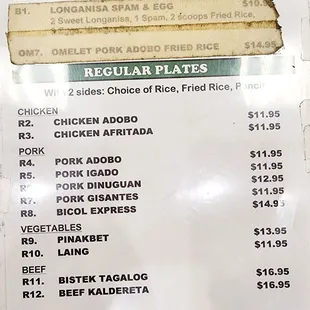 B1. LONGANISA SPAM & EGG
2 Sweet Longanisa, 1 Spam, 2 Scoops Fried Rice,
OM7. OMELET PORK ADOBO FRIED RICE $14.95
REGULAR PLATES
With 2 sides: Choice of Rice, Fried Rice, Pancit
CHICKEN
R2. CHICKEN ADOBO $11.95
R3. CHICKEN AFRITADA $11.95
PORK
R4. PORK ADOBO $11.95
R5. PORK IGADO $11.95
PORK DINUGUAN $12.95
R7. PORK GISANTES $11.95
R8. BICOL EXPRESS $14.95
VEGETABLES
R9. PINAKBET $13.95
R10. LAING $11.95
BEEF
R11. BISTEK TAGALOG $16.95
R12. BEEF KALDERETA $16.95